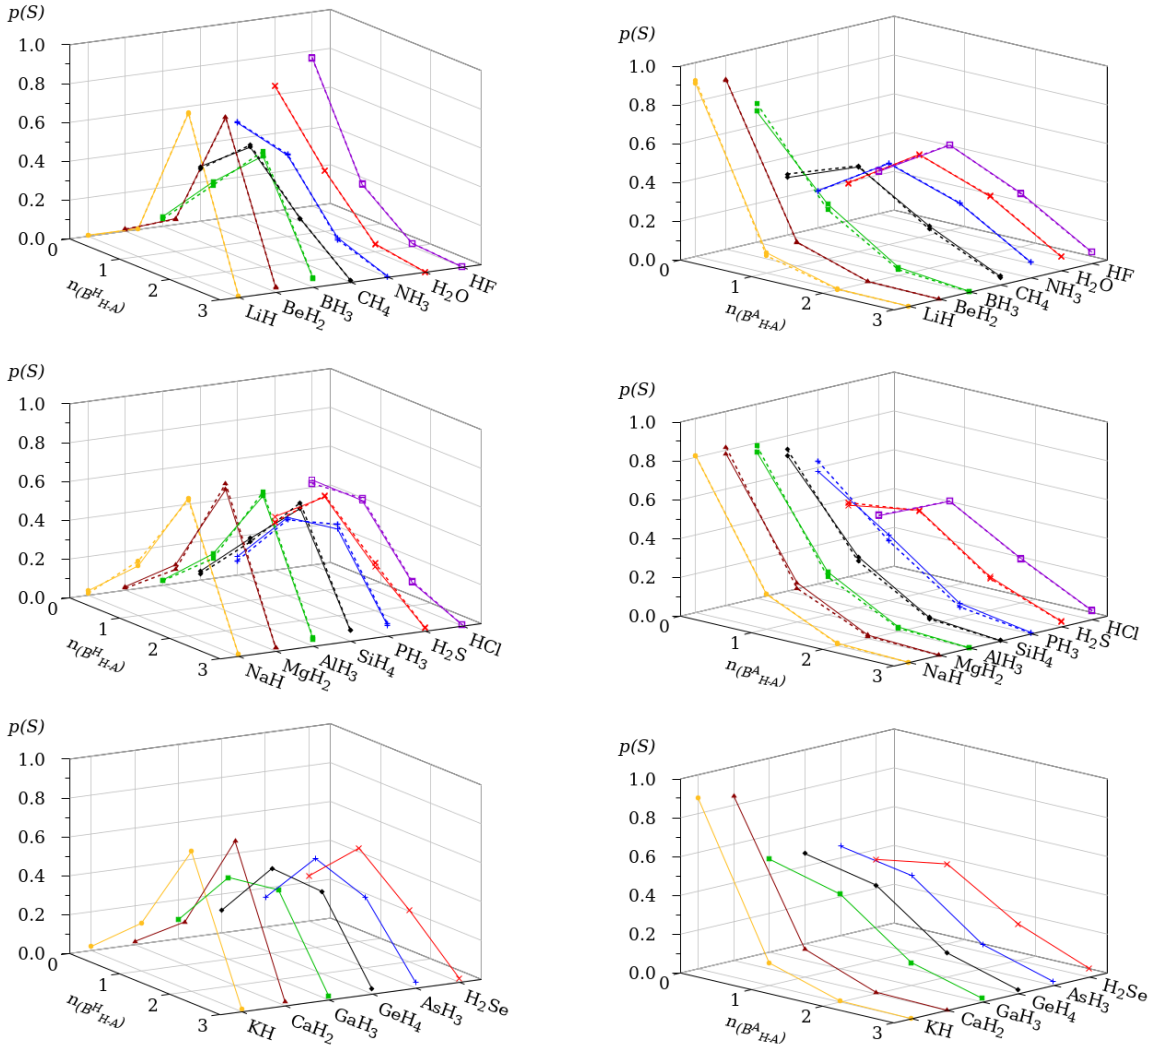 p(S)
1.0
0.8
0.6
0.4
0.2
0.0
0
1
2
3
n(B^H_H-A)
LiH
BeH2
BH3
CH4
NH3
H2O
HF
p(S)
1.0
0.8
0.6
0.4
0.2
0.0
0
1
2
3
n(B^A_H-A)
LiH
BeH2
BH3
CH4
NH3
H2O
HF
p(S)
1.0
0.8
0.6
0.4
0.2
0.0
0
1
2
3
n(B^H_H-A)
NaH
MgH2
AlH3
SiH4
PH3
H2S
HCl
p(S)
1.0
0.8
0.6
0.4
0.2
0.0
0
1
2
3
n(B^A_H-A)
NaH
MgH2
AlH3
SiH4
PH3
H2S
HCl
p(S)
1.0
0.8
0.6
0.4
0.2
0.0
0
1
2
3
n(B^H_H-A)
KH
CaH2
GaH3
GeH4
AsH3
H2Se
p(S)
1.0
0.8
0.6
0.4
0.2
0.0
0
1
2
3
n(B^A_H-A)
KH
CaH2
GaH3
GeH4
AsH3
H2Se